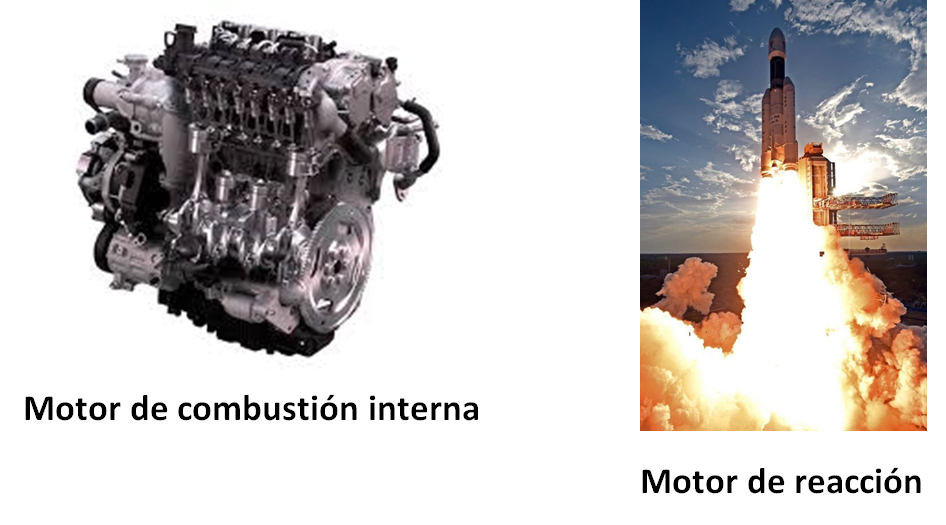 Motor de combustión interna
Motor de reacción